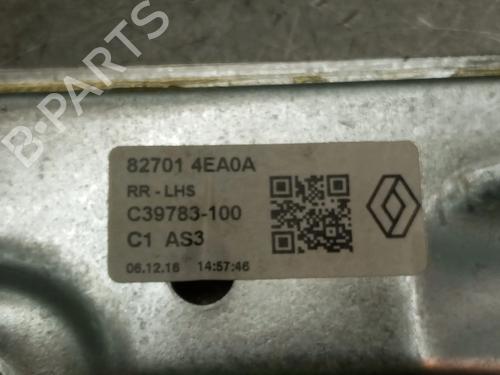 B-PARTS
82701 4EA0A
RR - LHS
C39783-100
C1 AS3
06.12.16 14:57:46